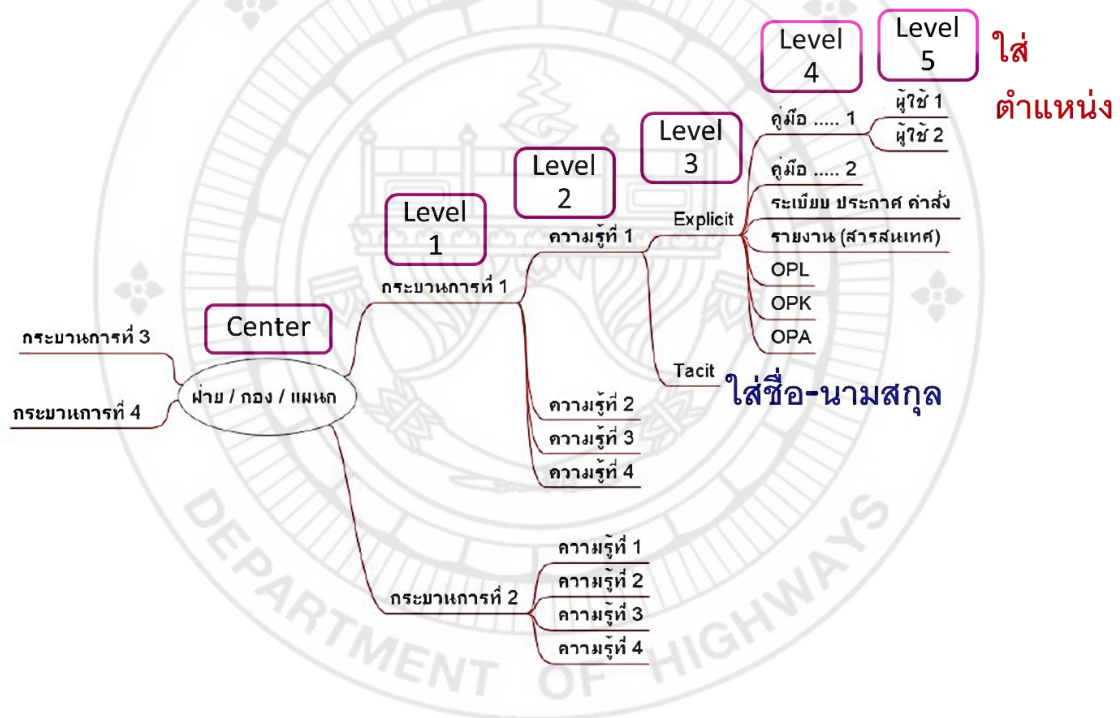 Level
5
ใส่
ตำแหน่ง
Level
4
ผู้ใช้ 1
ผู้ใช้ 2
คู่มือ ..... 1
Level
3
คู่มือ ..... 2
Level
2
ระเบียบ ประกาศ คำสั่ง
Explicit
รายงาน (สารสนเทศ)
Level
1
ความรู้ที่ 1
OPL
กระบวนการที่ 1
OPK
Center
OPA
กระบวนการที่ 3
Tacit
ใส่ชื่อ-นามสกุล
ฝ่าย / กอง / แผนก
กระบวนการที่ 4
ความรู้ที่ 2
ความรู้ที่ 3
ความรู้ที่ 4
ความรู้ที่ 1
ความรู้ที่ 2
กระบวนการที่ 2
ความรู้ที่ 3
ความรู้ที่ 4
DEPARTMENT OF HIGHWAYS